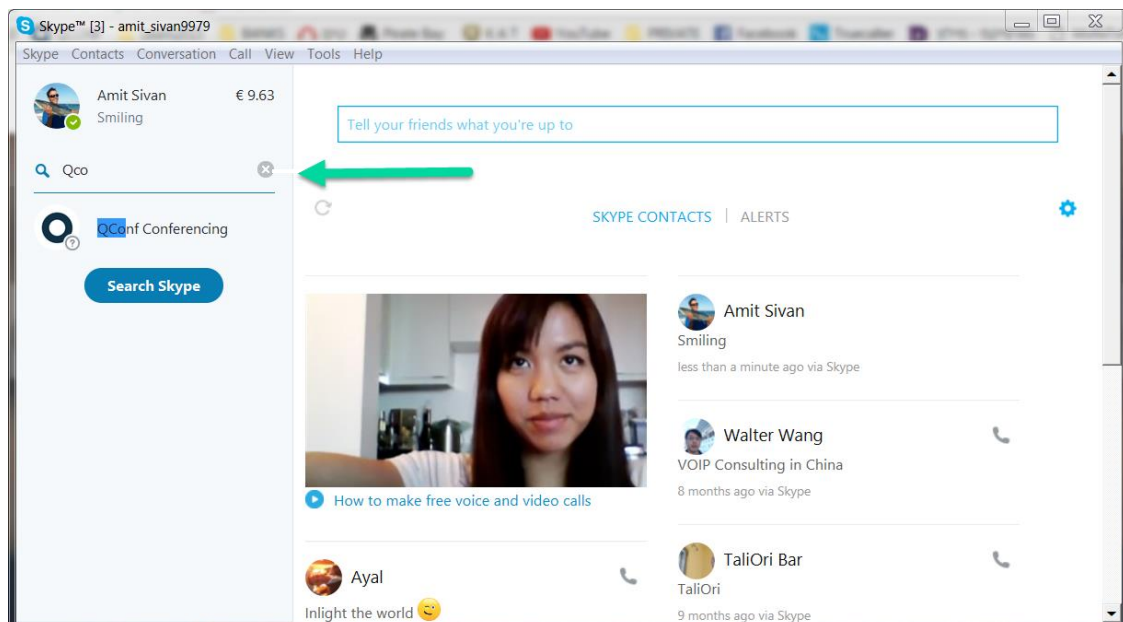 Skype™ [3] - amit_sivan9979
Skype Contacts Conversation Call View Tools Help
Amit Sivan € 9.63
Smiling
Qco
QConf Conferencing
Search Skype
Tell your friends what you're up to
SKYPE CONTACTS | ALERTS
How to make free voice and video calls
Ayal
Inlight the world
Amit Sivan
Smiling
less than a minute ago via Skype
Walter Wang
VOIP Consulting in China
8 months ago via Skype
TaliOri Bar
TaliOri
9 months ago via Skype